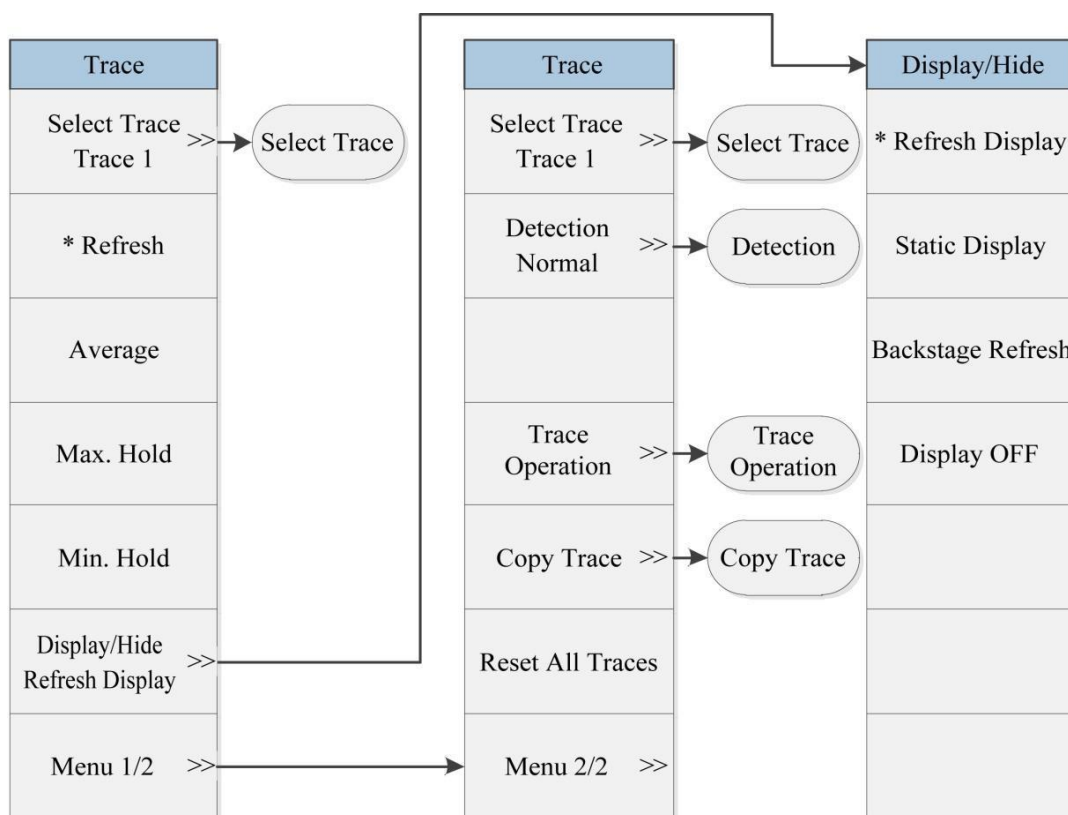 Trace
Select Trace
Trace 1
>>
Select Trace
* Refresh
Average
Max. Hold
Min. Hold
Display/Hide
Refresh Display
>>
Menu 1/2
>>
Trace
Select Trace
Trace 1
>>
Select Trace
Detection
Normal
>>
Detection
Trace
Operation
>>
Trace
Operation
Copy Trace
>>
Copy Trace
Reset All Traces
Menu 2/2
>>
Display/Hide
* Refresh Display
Static Display
Backstage Refresh
Display OFF